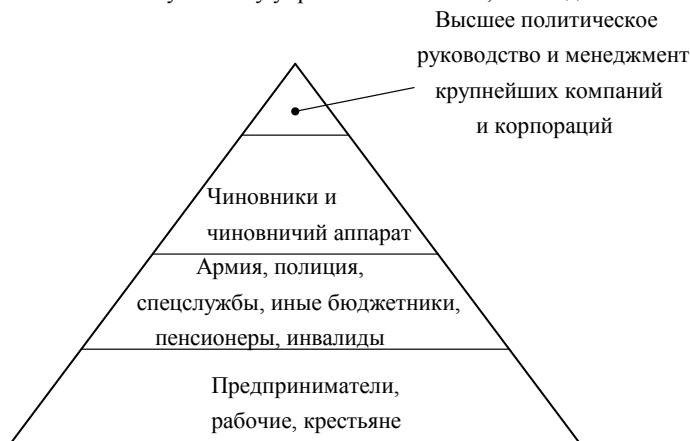 Высшее политическое
руководство и менеджмент
крупнейших компаний
и корпораций
Чиновники и
чиновничий аппарат
Армия, полиция,
спецслужбы, иные бюджетники,
пенсионеры, инвалиды
Предприниматели,
рабочие, крестьяне